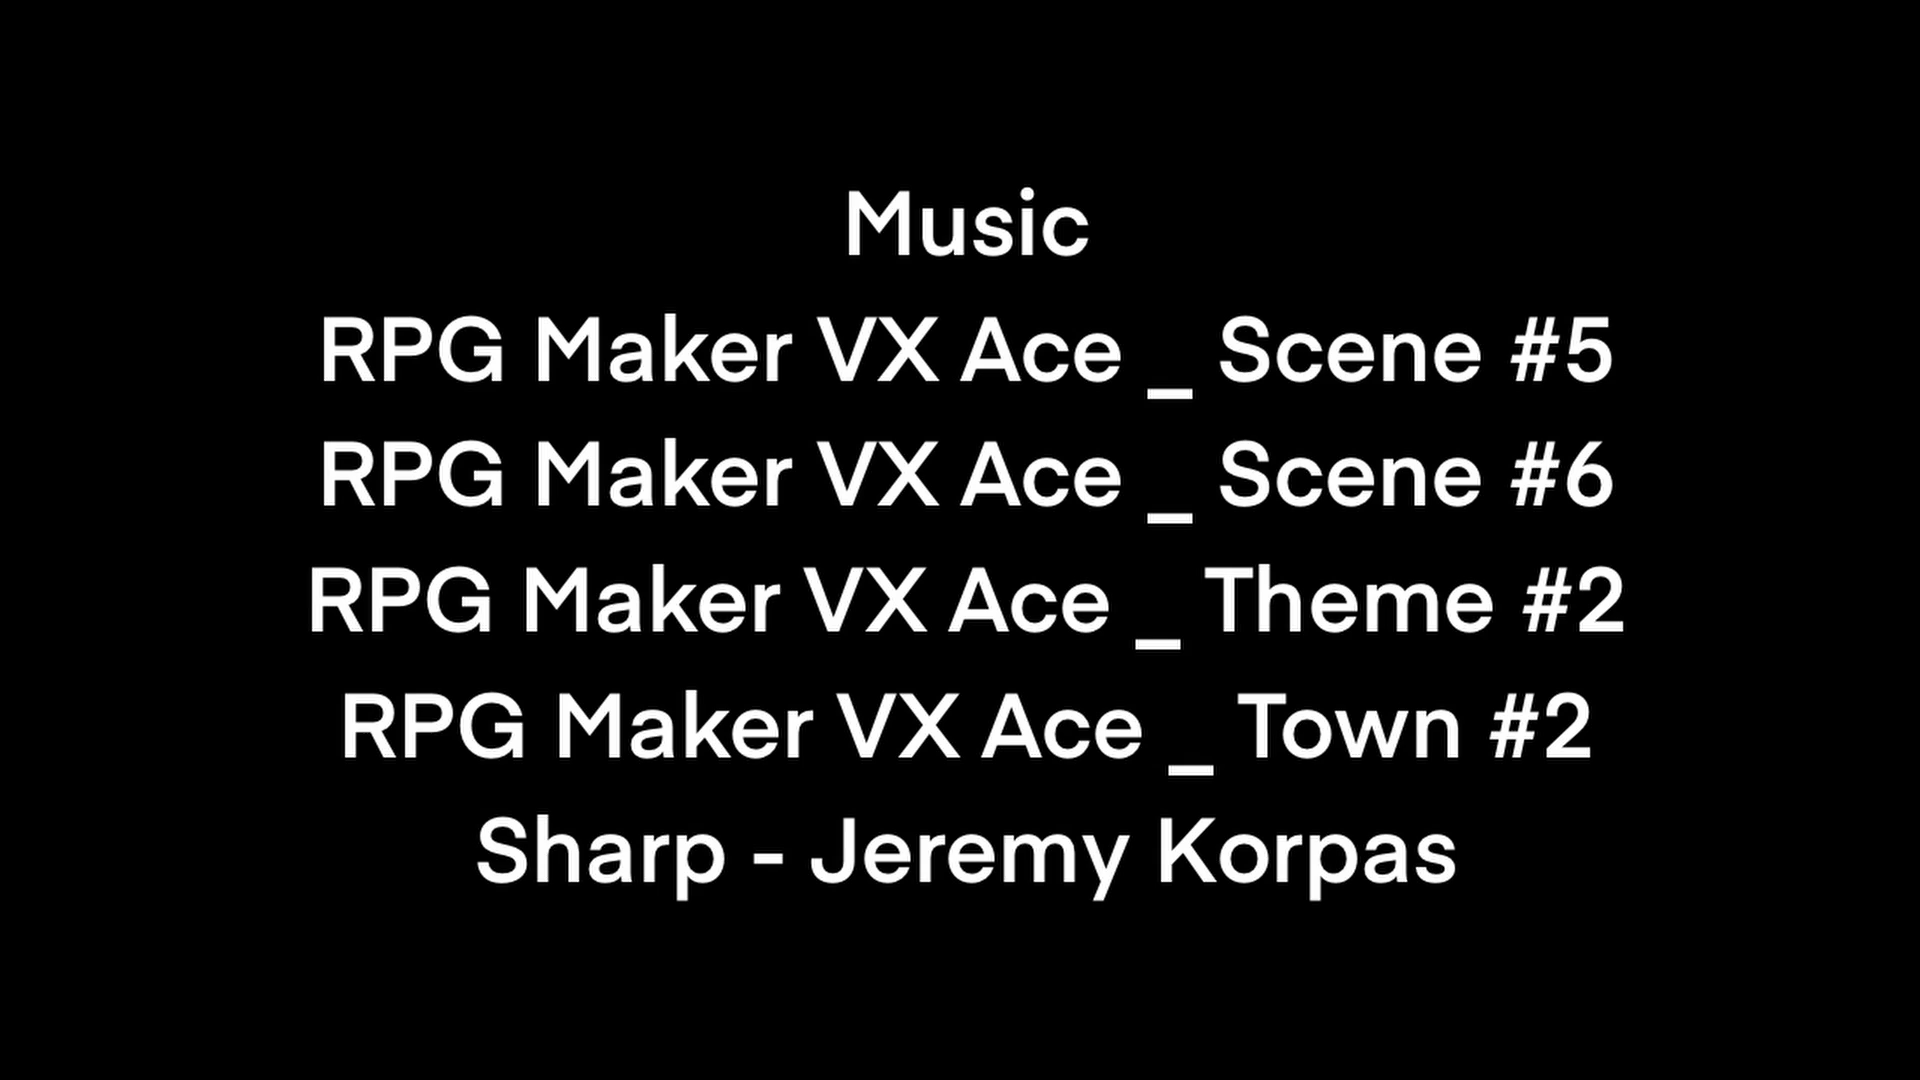 Music
RPG Maker VX Ace _ Scene #5
RPG Maker VX Ace _ Scene #6
RPG Maker VX Ace _ Theme #2
RPG Maker VX Ace _ Town #2
Sharp - Jeremy Korpas